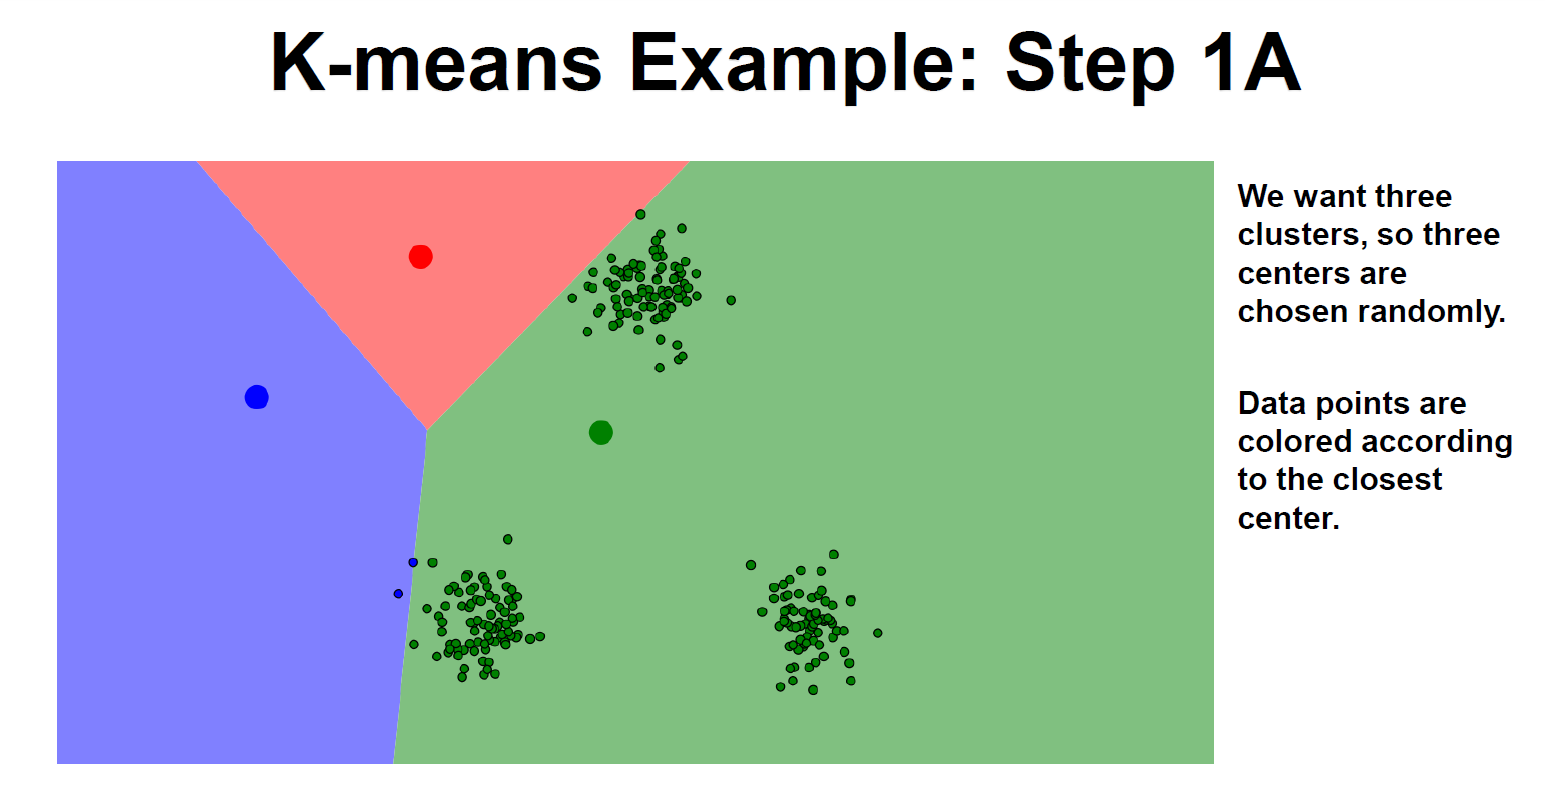 K-means Example: Step 1A
We want three
clusters, so three
centers are
chosen randomly.
Data points are
colored according
to the closest
center.